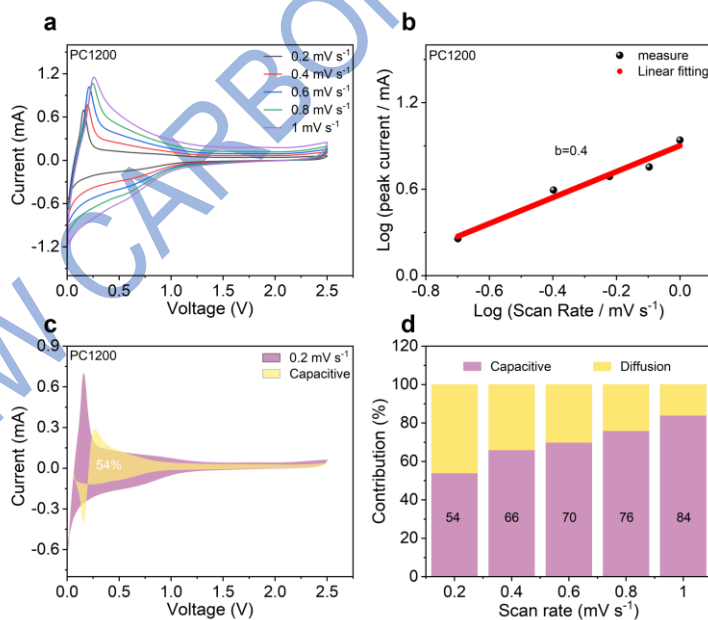 a
PC1200
0.2 mV s⁻¹
0.4 mV s⁻¹
0.6 mV s⁻¹
0.8 mV s⁻¹
1 mV s⁻¹
1.2
0.6
0.0
-0.6
-1.2
Current (mA)
0.0 0.5 1.0 1.5 2.0 2.5
Voltage (V)
b
PC1200
measure
Linear fitting
b=0.4
1.2
0.6
0.0
Log (peak current / mA)
-0.8 -0.4 0.0
Log (Scan Rate / mV s⁻¹)
c
PC1200
0.2 mV s⁻¹
Capacitive
54%
0.9
0.6
0.3
0.0
-0.3
-0.6
Current (mA)
0.0 0.5 1.0 1.5 2.0 2.5
Voltage (V)
d
Capacitive Diffusion
120
100
80
60
40
20
0
Contribution (%)
54 66 70 76 84
0.2 0.4 0.6 0.8 1
Scan rate (mV s⁻¹)
W CARBO